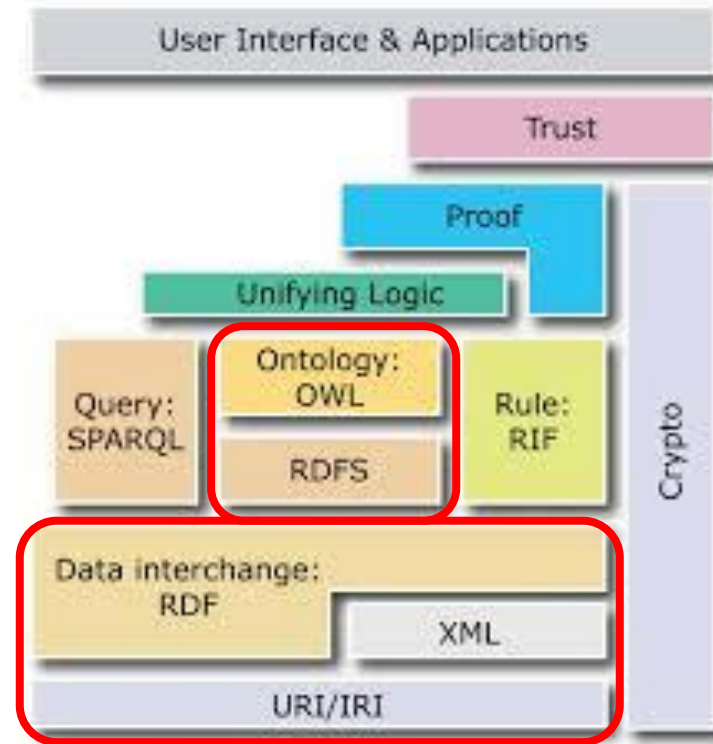 User Interface & Applications
Trust
Proof
Unifying Logic
Query:
SPARQL
Ontology:
OWL
RDFS
Rule:
RIF
Crypto
Data interchange:
RDF
XML
URI/IRI